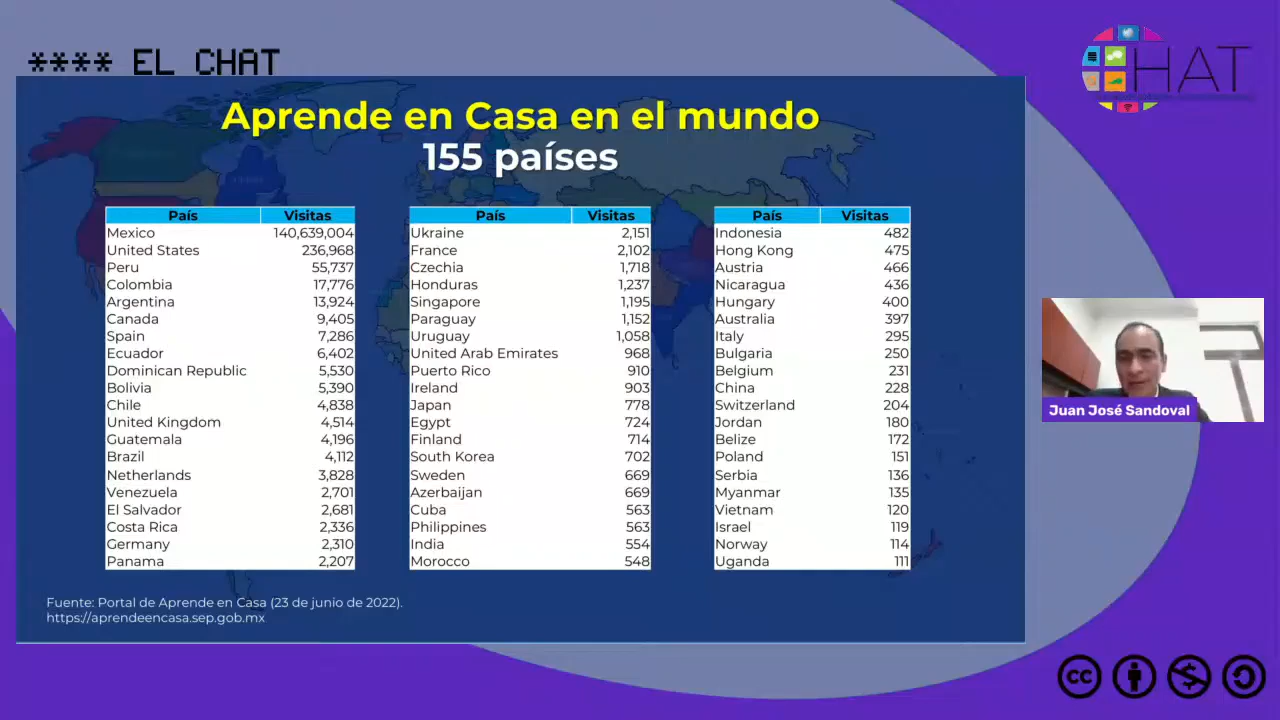 **** EL CHAT
HAT
Aprende en Casa en el mundo
155 países
País Visitas
Mexico 140,639,004
United States 236,968
Peru 55,737
Colombia 17,776
Argentina 13,924
Canada 9,405
Spain 7,286
Ecuador 6,402
Dominican Republic 5,530
Bolivia 5,390
Chile 4,838
United Kingdom 4,514
Guatemala 4,196
Brazil 4,112
Netherlands 3,828
Venezuela 2,701
El Salvador 2,681
Costa Rica 2,336
Germany 2,310
Panama 2,207
País Visitas
Ukraine 2,151
France 2,102
Czechia 1,718
Honduras 1,237
Singapore 1,195
Paraguay 1,152
Uruguay 1,058
United Arab Emirates 968
Puerto Rico 910
Ireland 903
Japan 778
Egypt 724
Finland 714
South Korea 702
Sweden 669
Azerbaijan 669
Cuba 563
Philippines 563
India 554
Morocco 548
País Visitas
Indonesia 482
Hong Kong 475
Austria 466
Nicaragua 436
Hungary 400
Australia 397
Italy 295
Bulgaria 250
Belgium 231
China 228
Switzerland 204
Jordan 180
Belize 172
Poland 151
Serbia 136
Myanmar 135
Vietnam 120
Israel 119
Norway 114
Uganda 111
Juan José Sandoval
Fuente: Portal de Aprende en Casa (23 de junio de 2022).
https://aprendeencasa.sep.gob.mx
cc